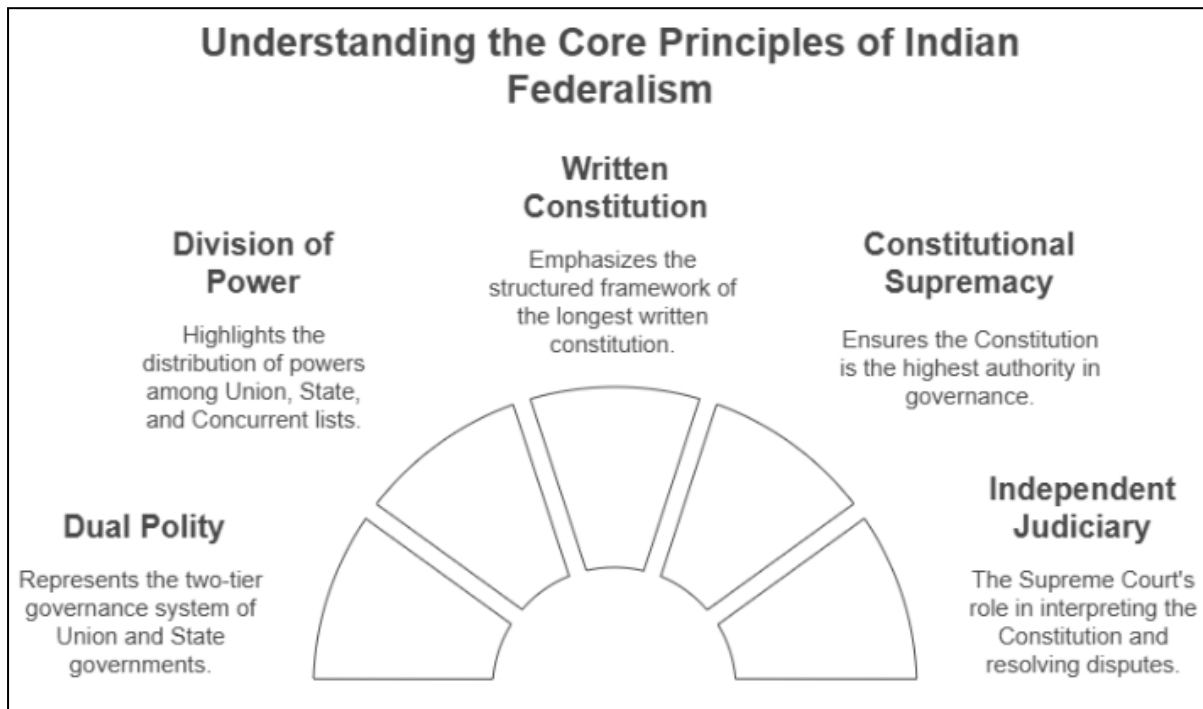 Understanding the Core Principles of Indian
Federalism
Written
Constitution
Emphasizes the
structured framework of
the longest written
constitution.
Division of
Power
Highlights the
distribution of powers
among Union, State,
and Concurrent lists.
Constitutional
Supremacy
Ensures the Constitution
is the highest authority in
governance.
Dual Polity
Represents the two-tier
governance system of
Union and State
governments.
Independent
Judiciary
The Supreme Court's
role in interpreting the
Constitution and
resolving disputes.